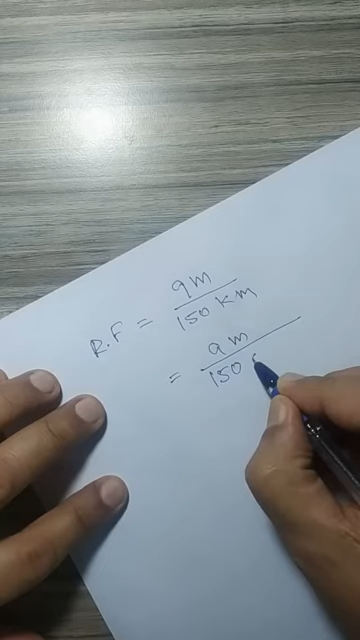 R.F = 9m / 150 km
= 9m / 150